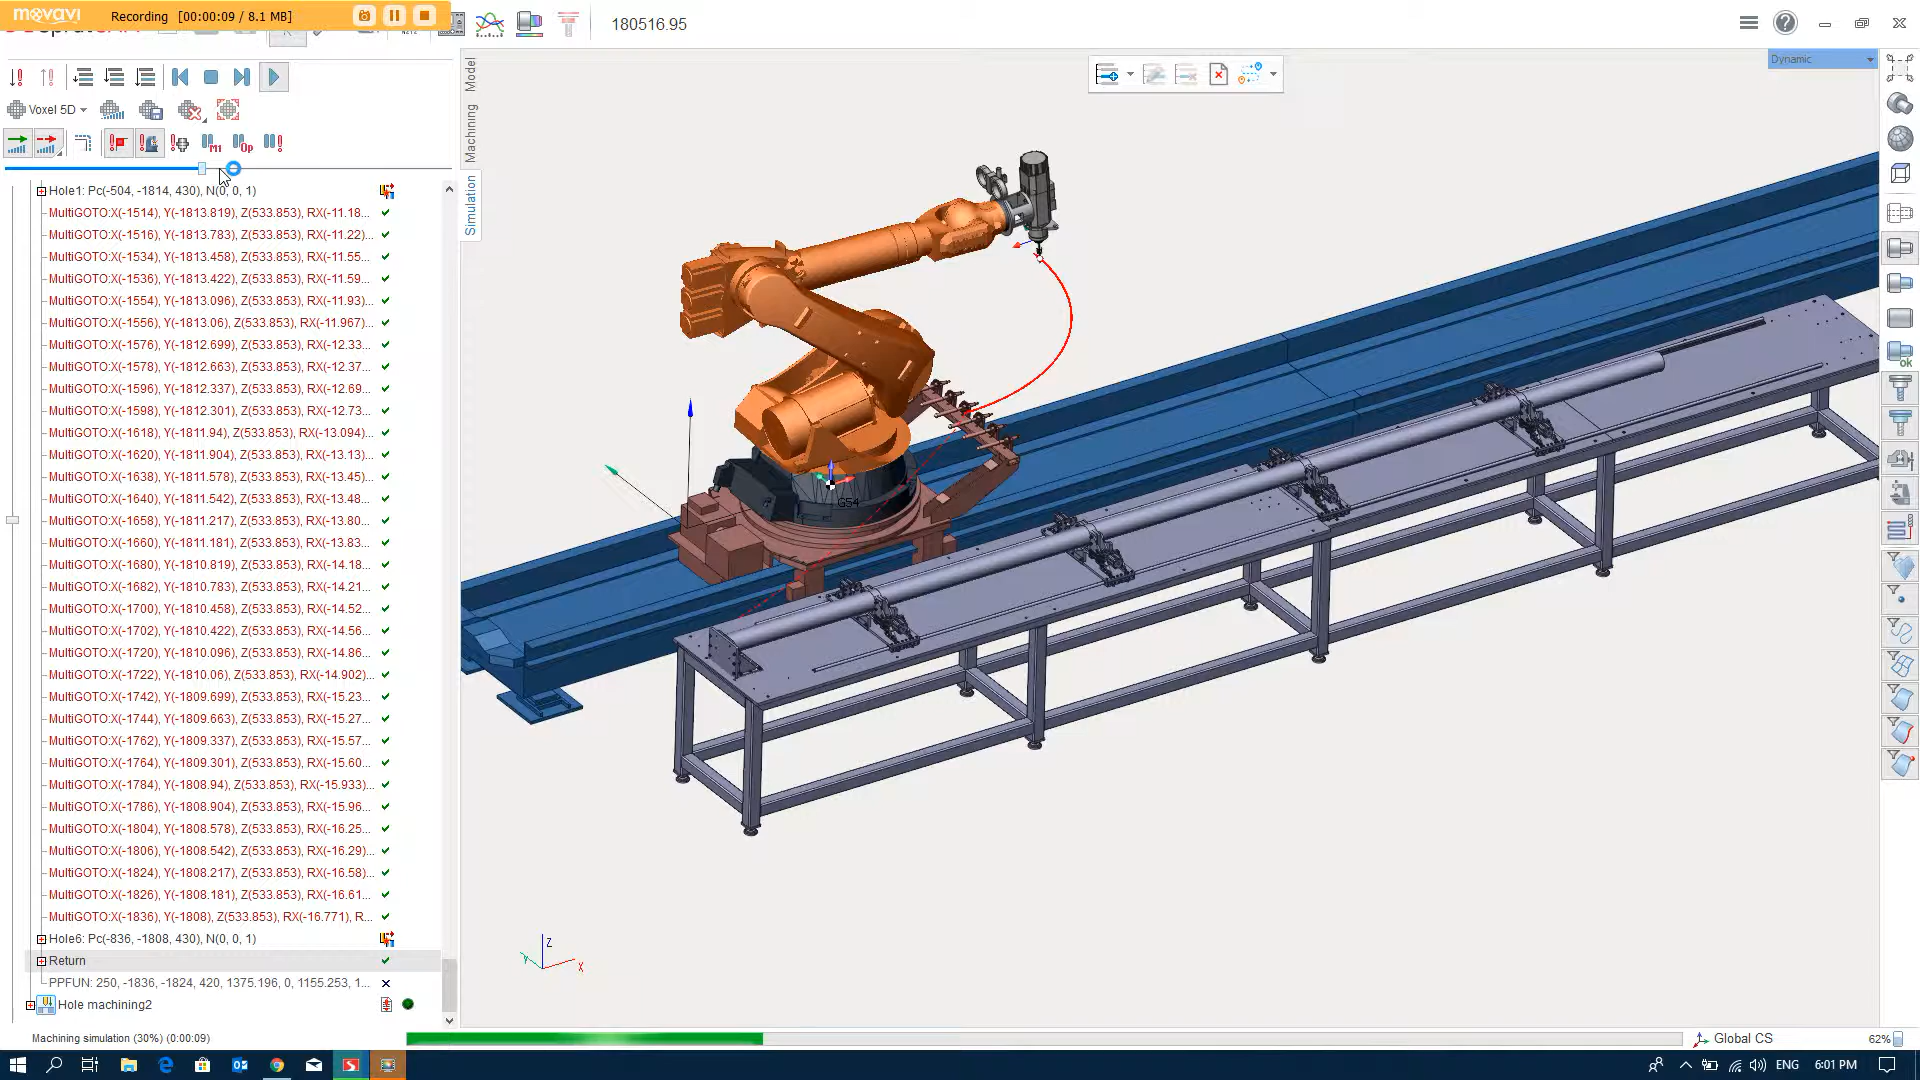 movavi
Recording [00:00:09 / 8.1 MB]
180516.95
Dynamic
Voxel 5D
M1
Op
Model
Machining
Simulation
Hole1: Pc(-504, -1814, 430), N(0, 0, 1)
MultiGOTO:X(-1514), Y(-1813.819), Z(533.853), RX(-11.18...
MultiGOTO:X(-1516), Y(-1813.783), Z(533.853), RX(-11.22)...
MultiGOTO:X(-1534), Y(-1813.458), Z(533.853), RX(-11.55...
MultiGOTO:X(-1536), Y(-1813.422), Z(533.853), RX(-11.59...
MultiGOTO:X(-1554), Y(-1813.096), Z(533.853), RX(-11.93)...
MultiGOTO:X(-1556), Y(-1813.06), Z(533.853), RX(-11.967)...
MultiGOTO:X(-1576), Y(-1812.699), Z(533.853), RX(-12.33...
MultiGOTO:X(-1578), Y(-1812.663), Z(533.853), RX(-12.37...
MultiGOTO:X(-1596), Y(-1812.337), Z(533.853), RX(-12.69...
MultiGOTO:X(-1598), Y(-1812.301), Z(533.853), RX(-12.73...
MultiGOTO:X(-1618), Y(-1811.94), Z(533.853), RX(-13.094)...
MultiGOTO:X(-1620), Y(-1811.904), Z(533.853), RX(-13.13)...
MultiGOTO:X(-1638), Y(-1811.578), Z(533.853), RX(-13.45)...
MultiGOTO:X(-1640), Y(-1811.542), Z(533.853), RX(-13.48...
MultiGOTO:X(-1658), Y(-1811.217), Z(533.853), RX(-13.80...
MultiGOTO:X(-1660), Y(-1811.181), Z(533.853), RX(-13.83...
MultiGOTO:X(-1680), Y(-1810.819), Z(533.853), RX(-14.18...
MultiGOTO:X(-1682), Y(-1810.783), Z(533.853), RX(-14.21...
MultiGOTO:X(-1700), Y(-1810.458), Z(533.853), RX(-14.52...
MultiGOTO:X(-1702), Y(-1810.422), Z(533.853), RX(-14.56...
MultiGOTO:X(-1720), Y(-1810.096), Z(533.853), RX(-14.86...
MultiGOTO:X(-1722), Y(-1810.06), Z(533.853), RX(-14.902)...
MultiGOTO:X(-1742), Y(-1809.699), Z(533.853), RX(-15.23...
MultiGOTO:X(-1744), Y(-1809.663), Z(533.853), RX(-15.27...
MultiGOTO:X(-1762), Y(-1809.337), Z(533.853), RX(-15.57...
MultiGOTO:X(-1764), Y(-1809.301), Z(533.853), RX(-15.60...
MultiGOTO:X(-1784), Y(-1808.94), Z(533.853), RX(-15.933)...
MultiGOTO:X(-1786), Y(-1808.904), Z(533.853), RX(-15.96...
MultiGOTO:X(-1804), Y(-1808.578), Z(533.853), RX(-16.25...
MultiGOTO:X(-1806), Y(-1808.542), Z(533.853), RX(-16.29)...
MultiGOTO:X(-1824), Y(-1808.217), Z(533.853), RX(-16.58)...
MultiGOTO:X(-1826), Y(-1808.181), Z(533.853), RX(-16.61...
MultiGOTO:X(-1836), Y(-1808), Z(533.853), RX(-16.771), R...
Hole6: Pc(-836, -1808, 430), N(0, 0, 1)
Return
PPFUN: 250, -1836, -1824, 420, 1375.196, 0, 1155.253, 1...
Hole machining2
G54
Z
Y
X
ok
Machining simulation (30%) (0:00:09)
Global CS
62%
ENG
6:01 PM